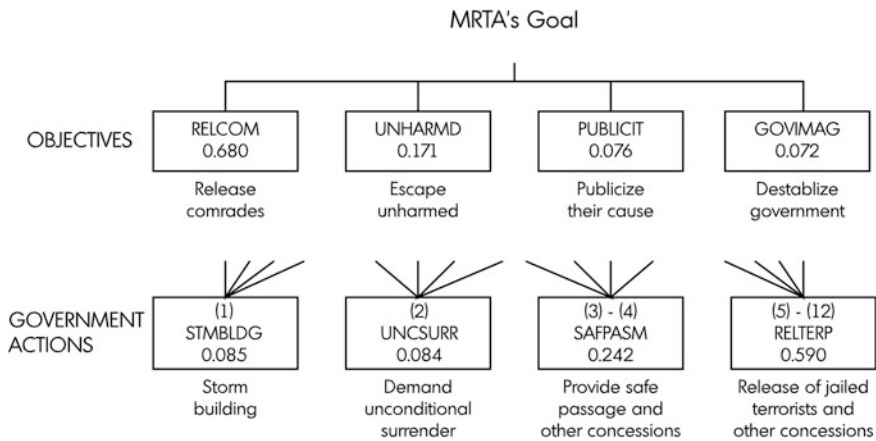 MRTA's Goal
OBJECTIVES
RELCOM
0.680
UNHARMD
0.171
PUBLICIT
0.076
GOVIMAG
0.072
Release
comrades
Escape
unharmed
Publicize
their cause
Destablize
government
GOVERNMENT
ACTIONS
(1)
STMBLDG
0.085
(2)
UNCSURR
0.084
(3) - (4)
SAFPASM
0.242
(5) - (12)
RELTERP
0.590
Storm
building
Demand
unconditional
surrender
Provide safe
passage and
other concessions
Release of jailed
terrorists and
other concessions